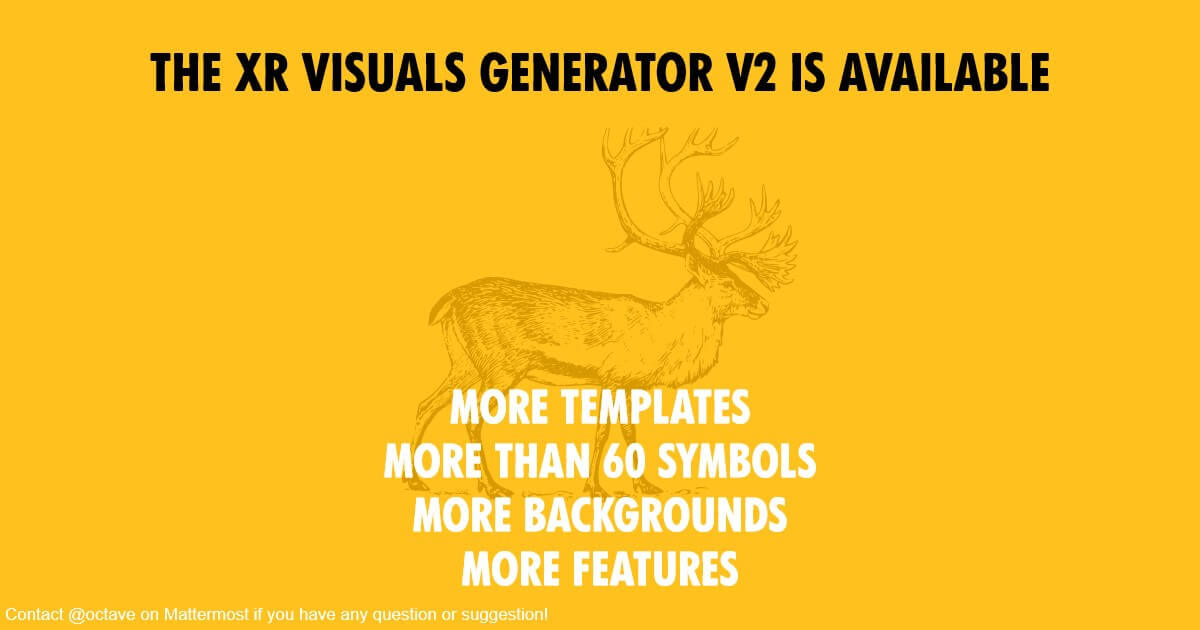 THE XR VISUALS GENERATOR V2 IS AVAILABLE
MORE TEMPLATES
MORE THAN 60 SYMBOLS
MORE BACKGROUNDS
MORE FEATURES
Contact @octave on Mattermost if you have any question or suggestion!